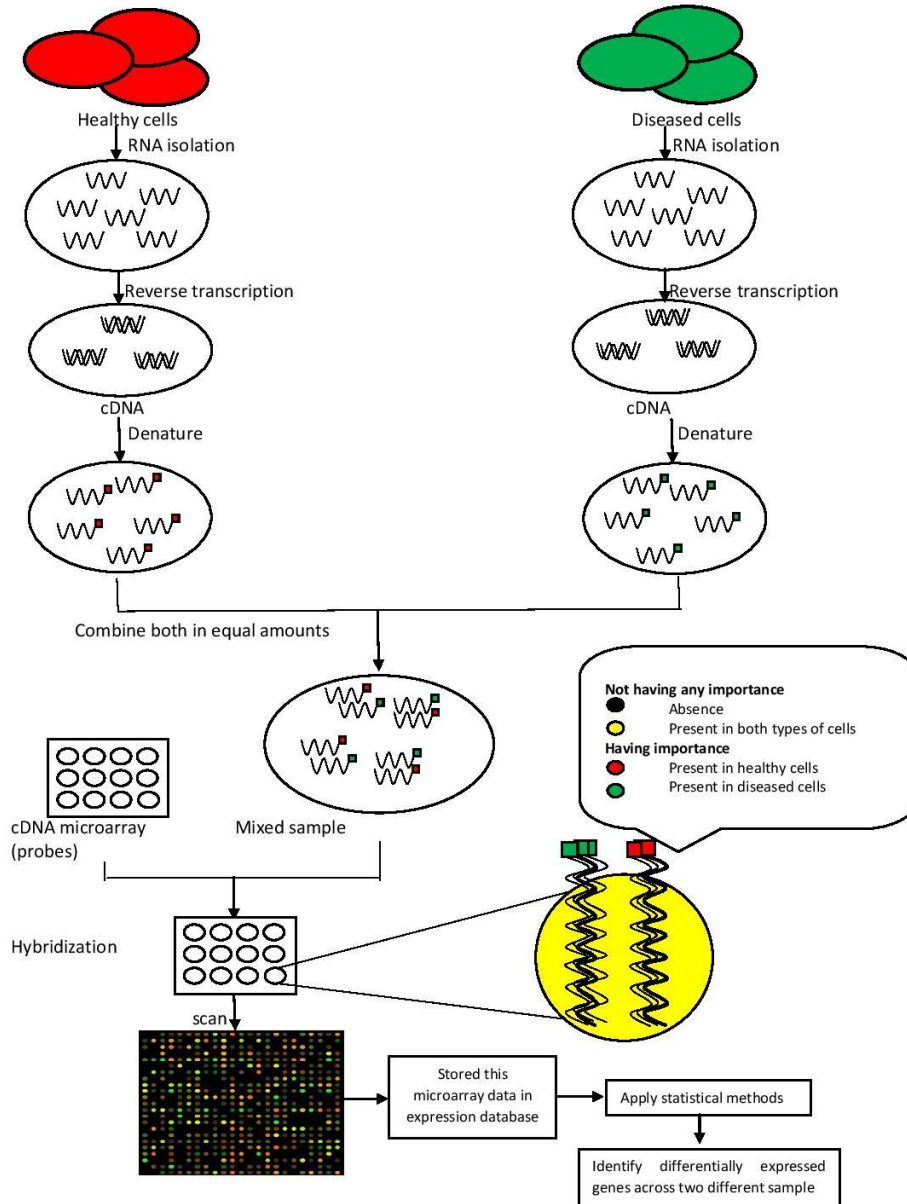 Healthy cells
Diseased cells
RNA isolation
RNA isolation
Reverse transcription
Reverse transcription
cDNA
cDNA
Denature
Denature
Combine both in equal amounts
Not having any importance
Absence
Present in both types of cells
Having importance
Present in healthy cells
Present in diseased cells
cDNA microarray
(probes)
Mixed sample
Hybridization
scan
Stored this
microarray data in
expression database
Apply statistical methods
Identify differentially expressed
genes across two different sample